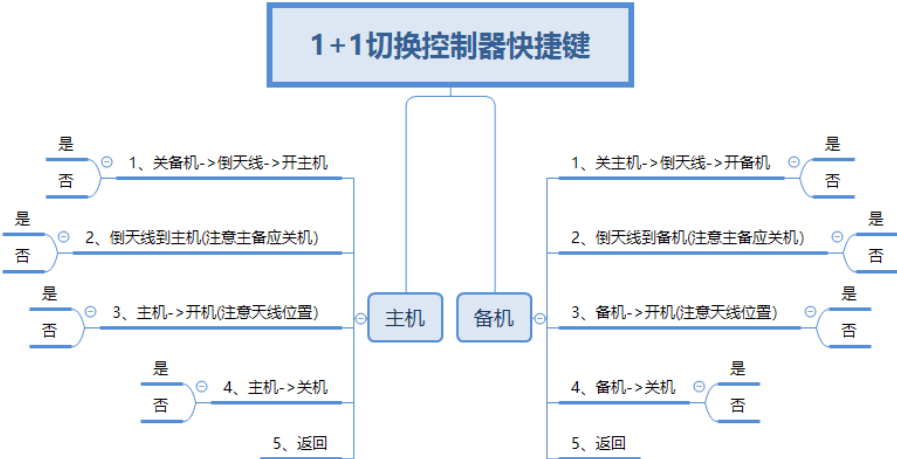 1+1切换控制器快捷键
主机
1、关备机->倒天线->开主机
是
否
2、倒天线到主机(注意主备应关机)
是
否
3、主机->开机(注意天线位置)
是
否
4、主机->关机
是
否
5、返回
备机
1、关主机->倒天线->开备机
是
否
2、倒天线到备机(注意主备应关机)
是
否
3、备机->开机(注意天线位置)
是
否
4、备机->关机
是
否
5、返回